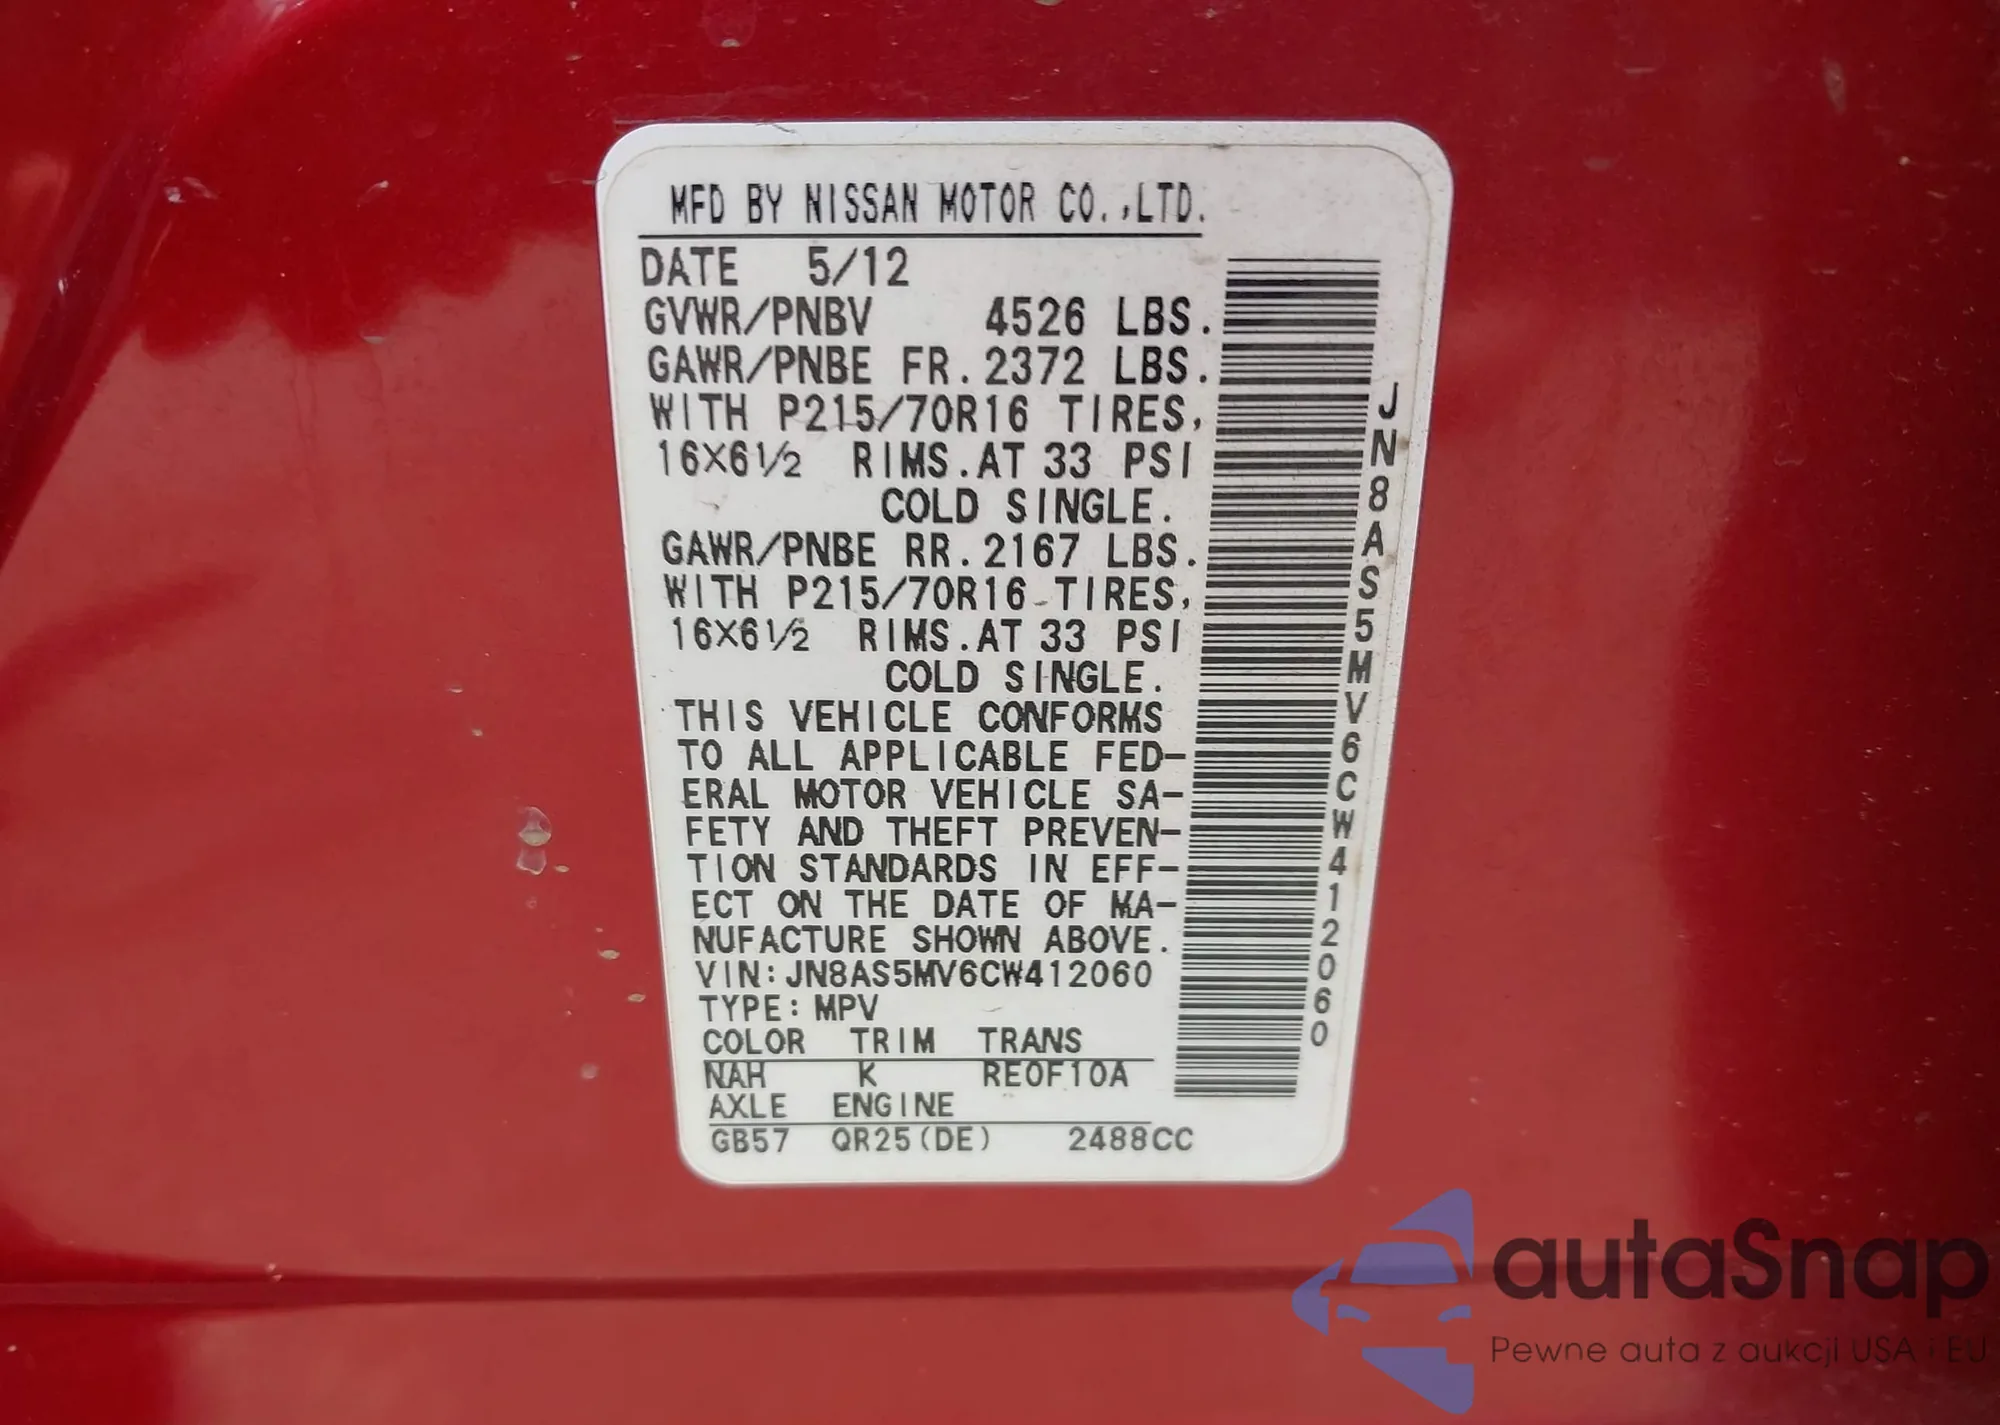 MFD BY NISSAN MOTOR CO.,LTD.
DATE 5/12
GVWR/PNBV 4526 LBS.
GAWR/PNBE FR.2372 LBS.
WITH P215/70R16 TIRES,
16X6½ RIMS.AT 33 PSI
COLD SINGLE.
GAWR/PNBE RR.2167 LBS.
WITH P215/70R16 TIRES,
16X6½ RIMS.AT 33 PSI
COLD SINGLE.
THIS VEHICLE CONFORMS
TO ALL APPLICABLE FED-
ERAL MOTOR VEHICLE SA-
FETY AND THEFT PREVEN-
TION STANDARDS IN EFF-
ECT ON THE DATE OF MA-
NUFACTURE SHOWN ABOVE.
VIN:JN8AS5MV6CW412060
TYPE:MPV
COLOR TRIM TRANS
NAH K RE0F10A
AXLE ENGINE
GB57 QR25(DE) 2488CC
JN8AS5MV6CW412060
autaSnap
Pewne auta z aukcji USA i EU